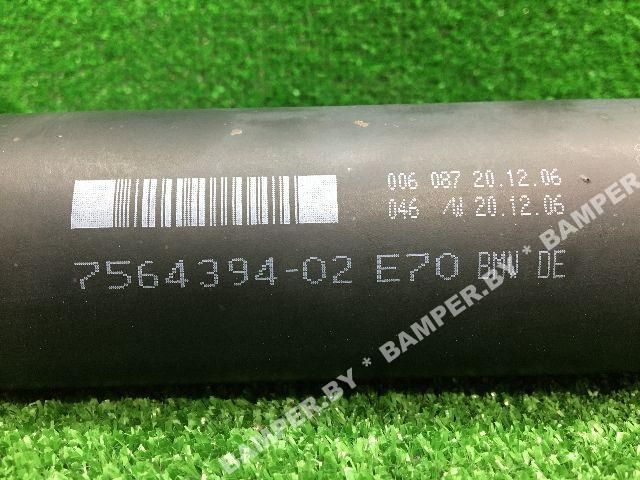 006 087 20.12.06
046 /W 20.12.06
7564394-02 E70 BMW DE
BAMPER.BY * BAMPER.BY * BAMPER.BY